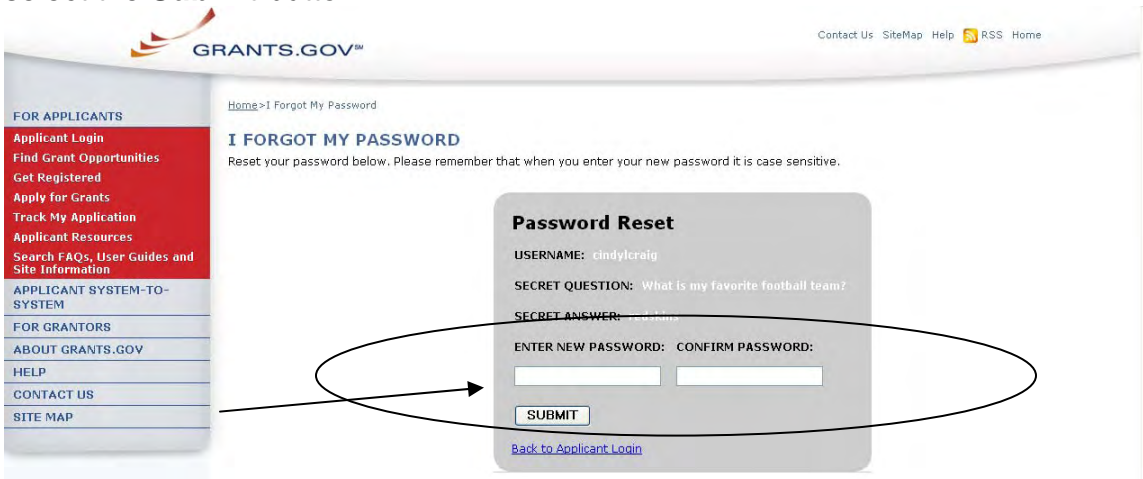 GRANTS.GOV℠
Contact Us SiteMap Help RSS Home
Home>I Forgot My Password
FOR APPLICANTS
Applicant Login
Find Grant Opportunities
Get Registered
Apply for Grants
Track My Application
Applicant Resources
Search FAQs, User Guides and
Site Information
APPLICANT SYSTEM-TO-
SYSTEM
FOR GRANTORS
ABOUT GRANTS.GOV
HELP
CONTACT US
SITE MAP
I FORGOT MY PASSWORD
Reset your password below. Please remember that when you enter your new password it is case sensitive.
Password Reset
USERNAME: cindylcraig
SECRET QUESTION: What is my favorite football team?
SECRET ANSWER: redskins
ENTER NEW PASSWORD: CONFIRM PASSWORD:
SUBMIT
Back to Applicant Login